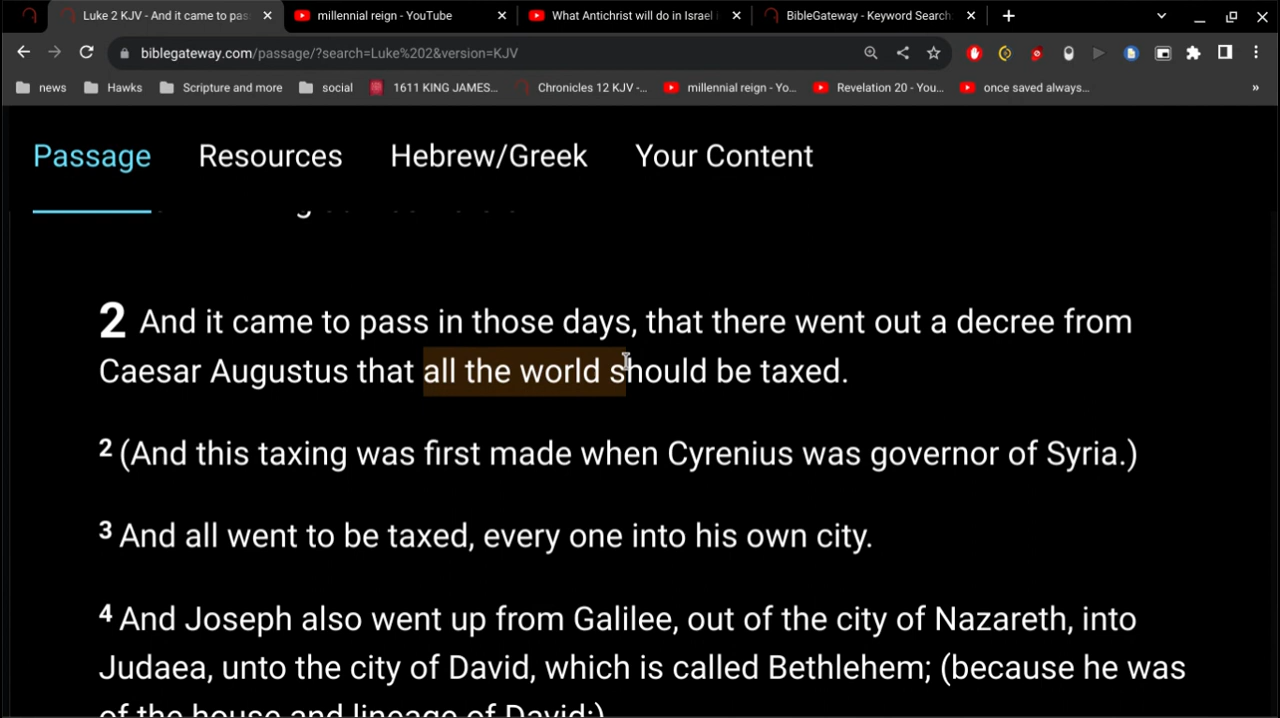 Luke 2 KJV - And it came to pas
millennial reign - YouTube
What Antichrist will do in Israel
BibleGateway - Keyword Search:
biblegateway.com/passage/?search=Luke%202&version=KJV
news
Hawks
Scripture and more
social
1611 KING JAMES...
Chronicles 12 KJV -...
millennial reign - Yo...
Revelation 20 - You...
once saved always...
Passage
Resources
Hebrew/Greek
Your Content
2 And it came to pass in those days, that there went out a decree from
Caesar Augustus that all the world should be taxed.
2 (And this taxing was first made when Cyrenius was governor of Syria.)
3 And all went to be taxed, every one into his own city.
4 And Joseph also went up from Galilee, out of the city of Nazareth, into
Judaea, unto the city of David, which is called Bethlehem; (because he was
of the house and lineage of David:)